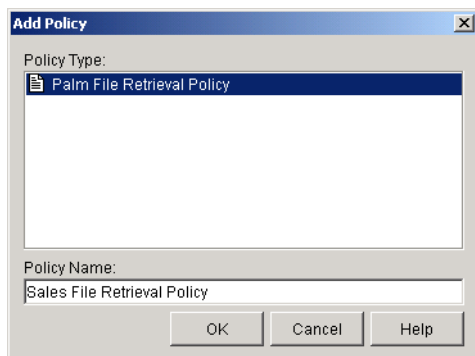 Add Policy
Policy Type:
Palm File Retrieval Policy
Policy Name:
Sales File Retrieval Policy
OK Cancel Help